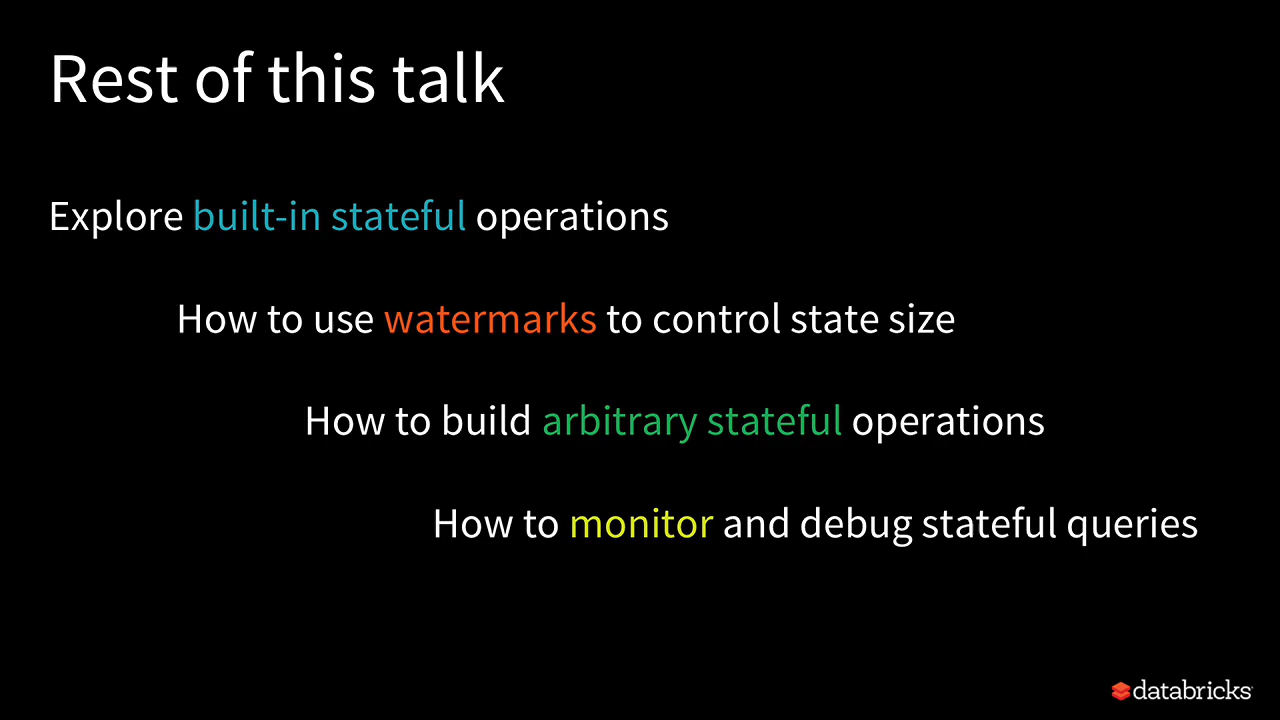 Rest of this talk
Explore built-in stateful operations
How to use watermarks to control state size
How to build arbitrary stateful operations
How to monitor and debug stateful queries
databricks